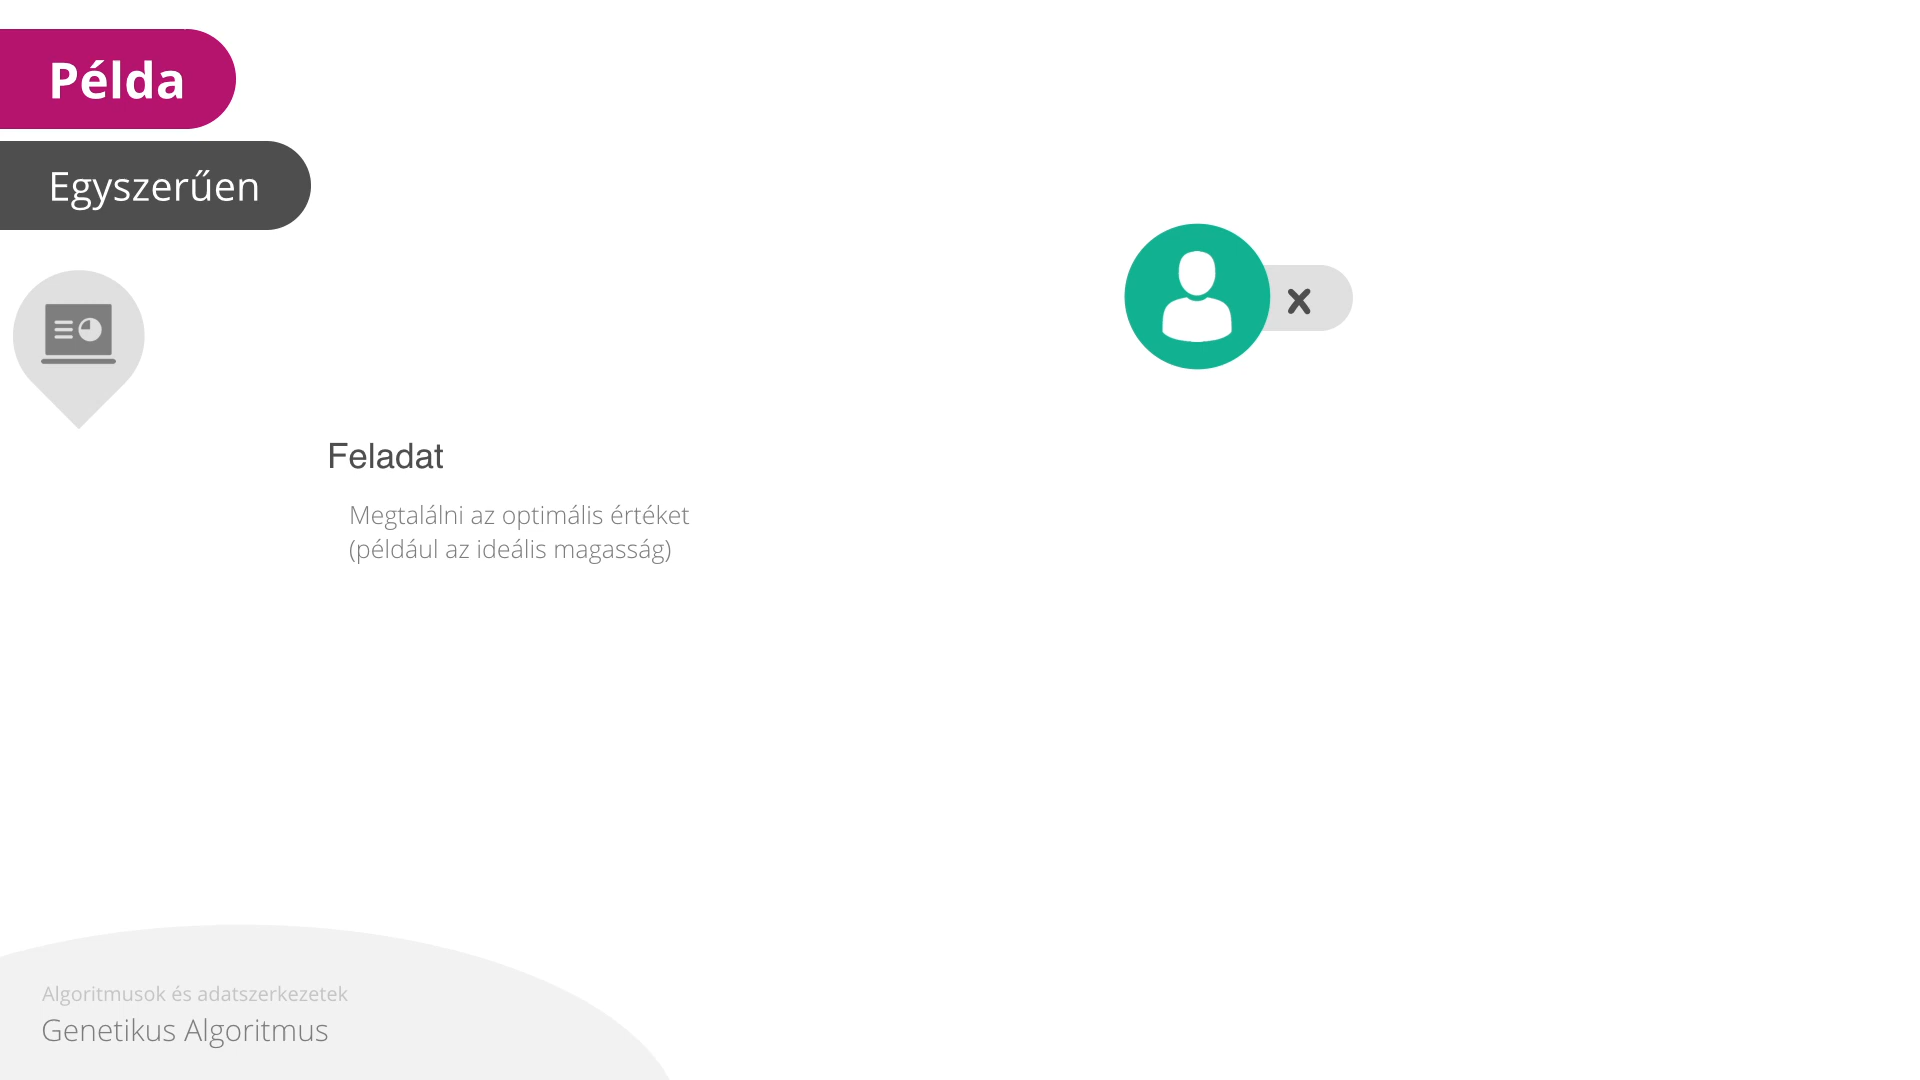 Példa
Egyszerűen
x
Feladat
Megtalálni az optimális értéket
(például az ideális magasság)
Algoritmusok és adatszerkezetek
Genetikus Algoritmus